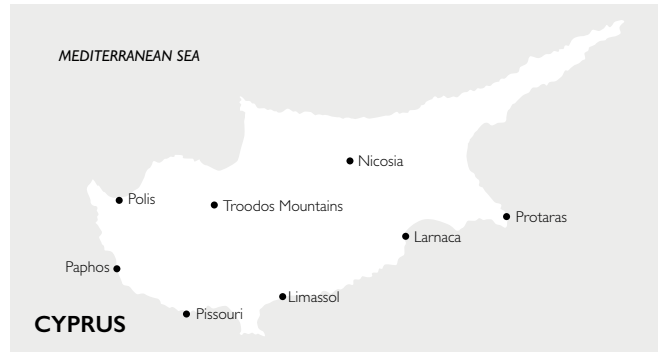 MEDITERRANEAN SEA
Nicosia
Polis
Troodos Mountains
Protaras
Larnaca
Paphos
Limassol
Pissouri
CYPRUS